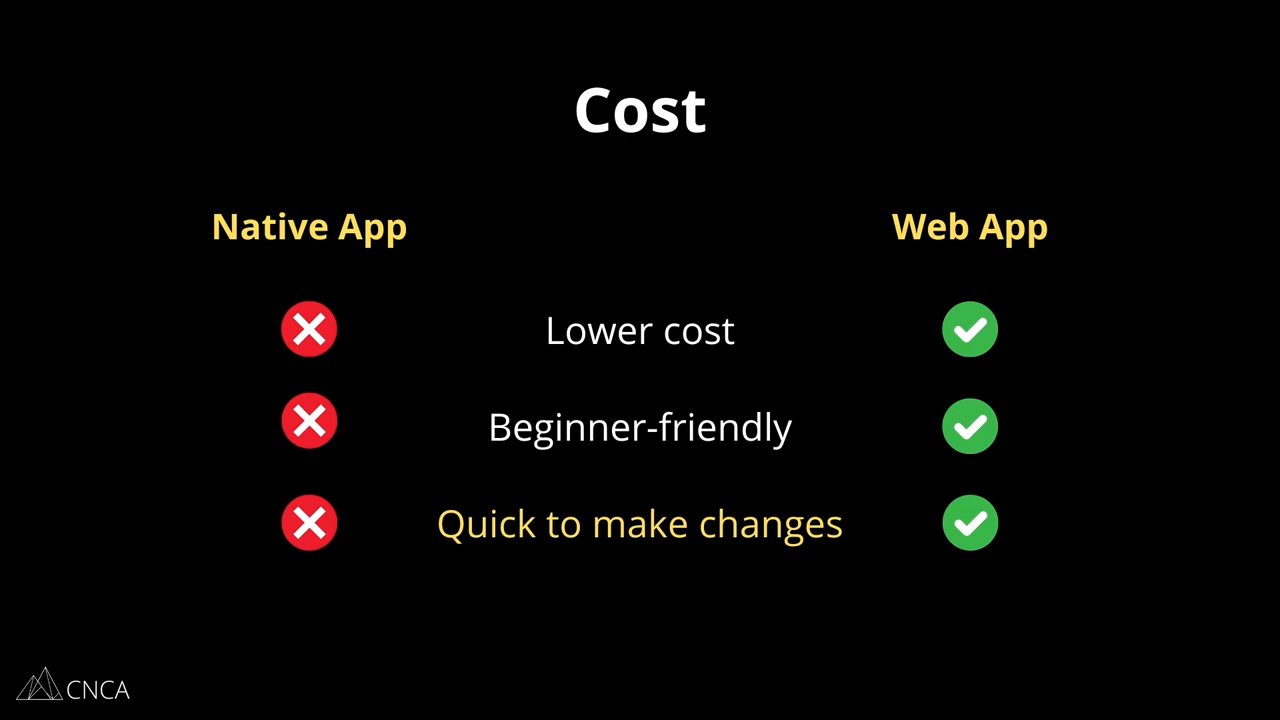 Cost
Native App
Web App
Lower cost
Beginner-friendly
Quick to make changes
CNCA